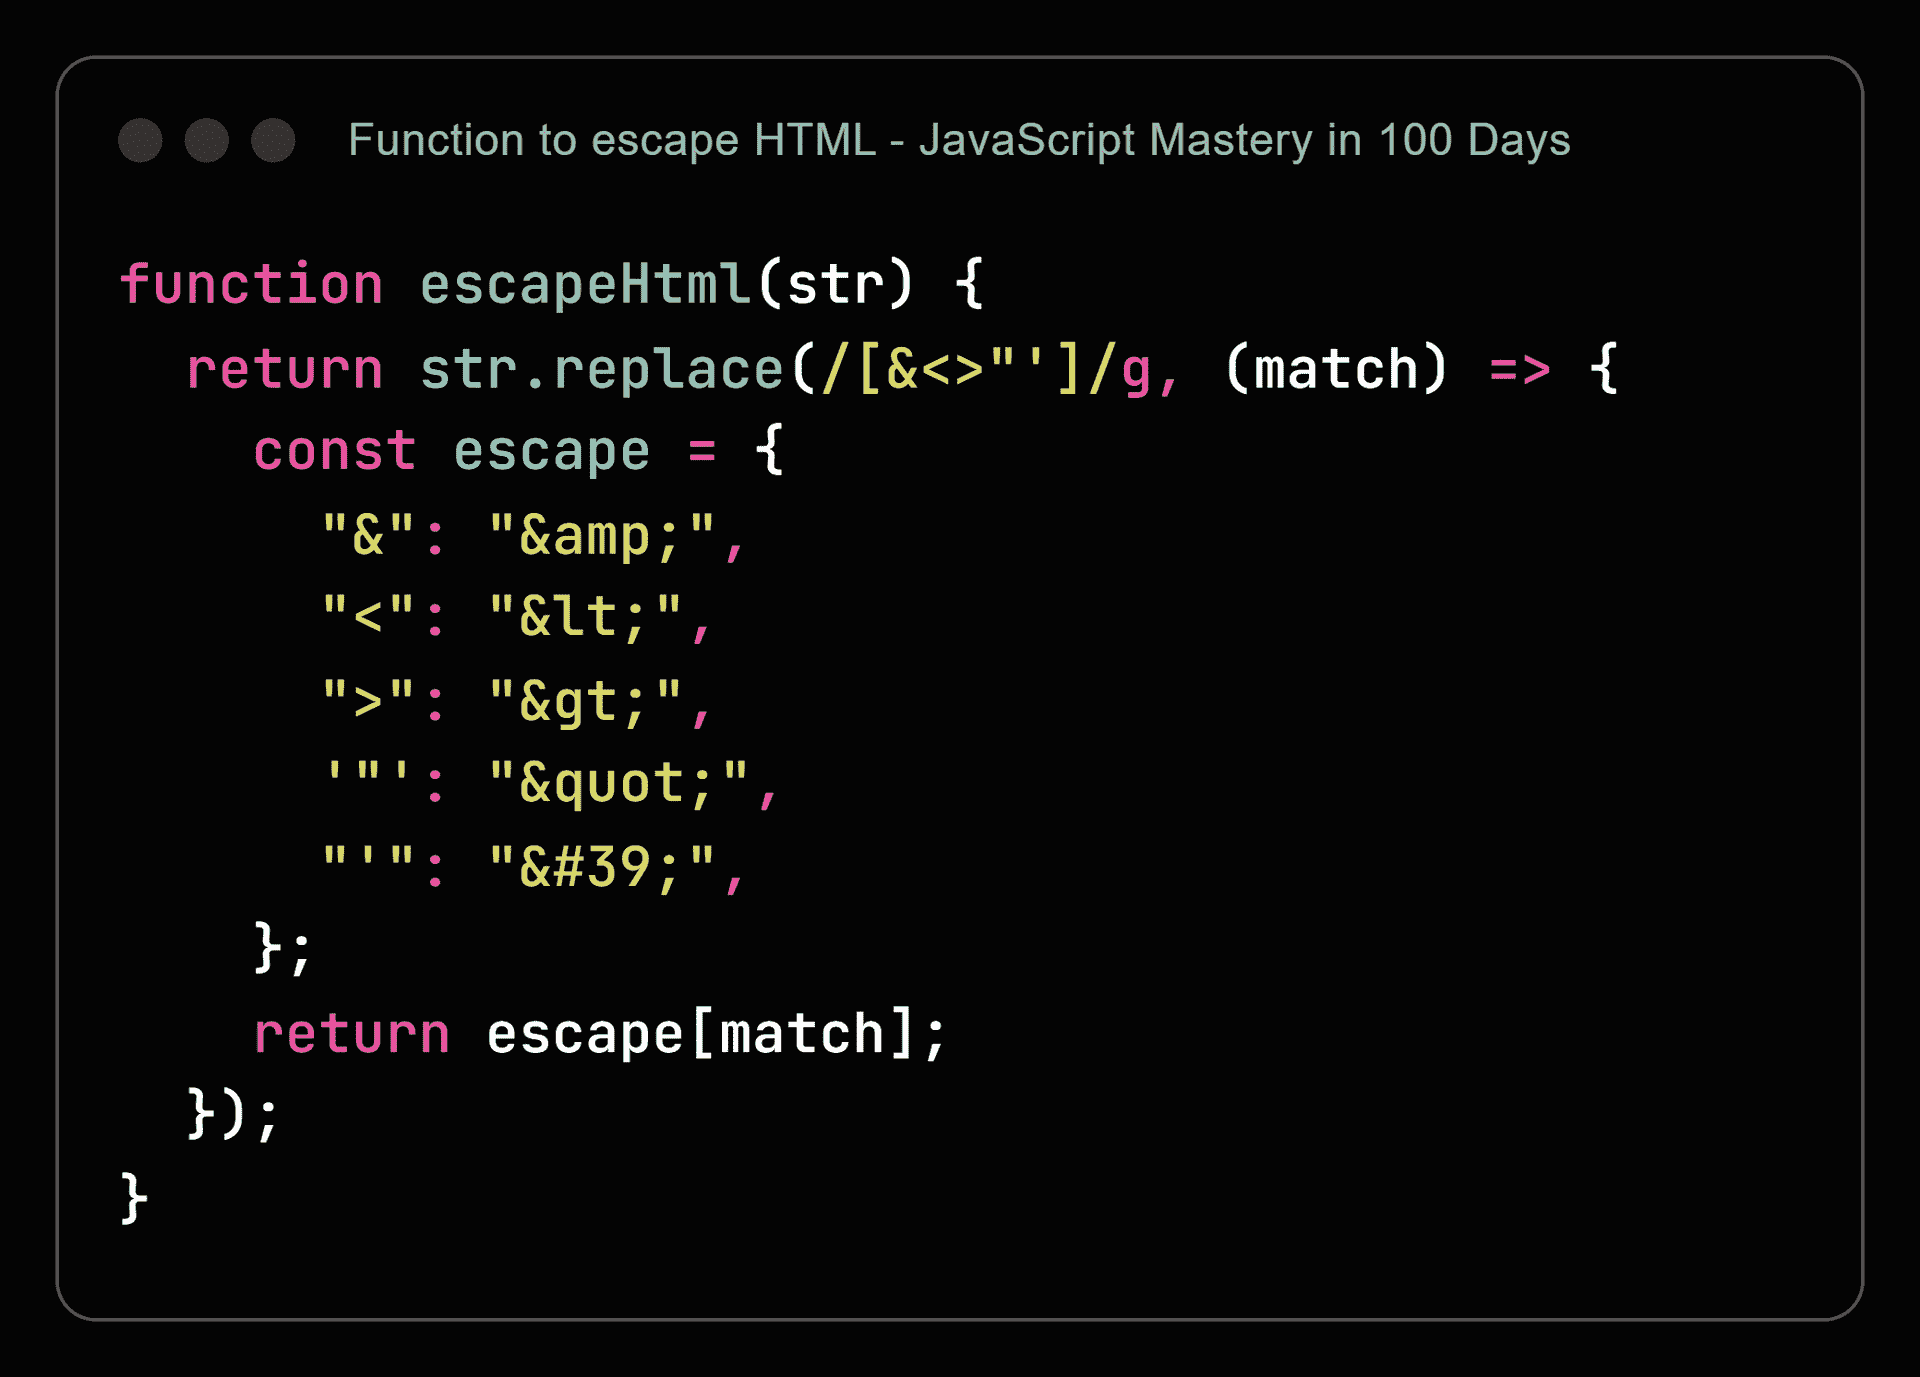 Function to escape HTML - JavaScript Mastery in 100 Days
function escapeHtml(str) {
  return str.replace(/[&<>"']/g, (match) => {
    const escape = {
      "&": "&amp;",
      "<": "&lt;",
      ">": "&gt;",
      '"': "&quot;",
      "'": "&#39;",
    };
    return escape[match];
  });
}